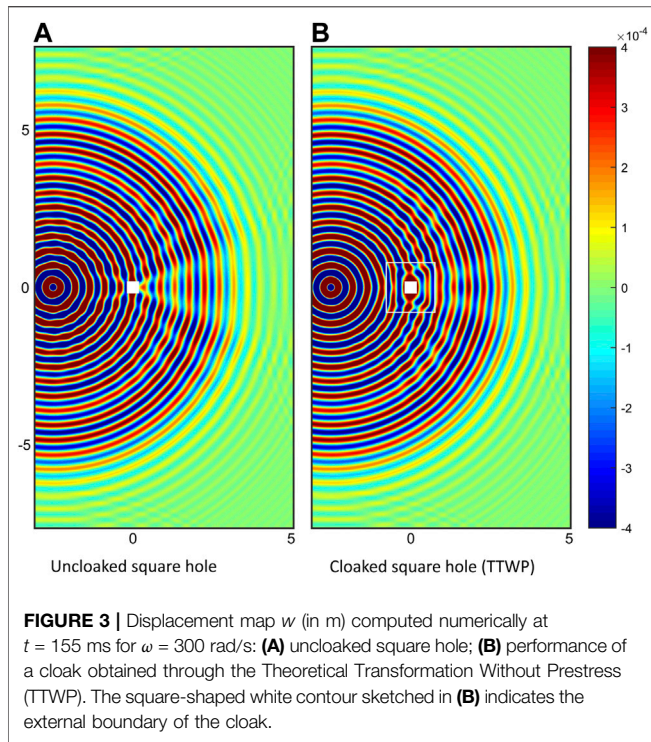 A
B
×10⁻⁴
4
3
2
1
0
-1
-2
-3
-4
5
0
-5
0
5
0
5
Uncloaked square hole
Cloaked square hole (TTWP)
FIGURE 3 | Displacement map w (in m) computed numerically at
t = 155 ms for ω = 300 rad/s: (A) uncloaked square hole; (B) performance of
a cloak obtained through the Theoretical Transformation Without Prestress
(TTWP). The square-shaped white contour sketched in (B) indicates the
external boundary of the cloak.